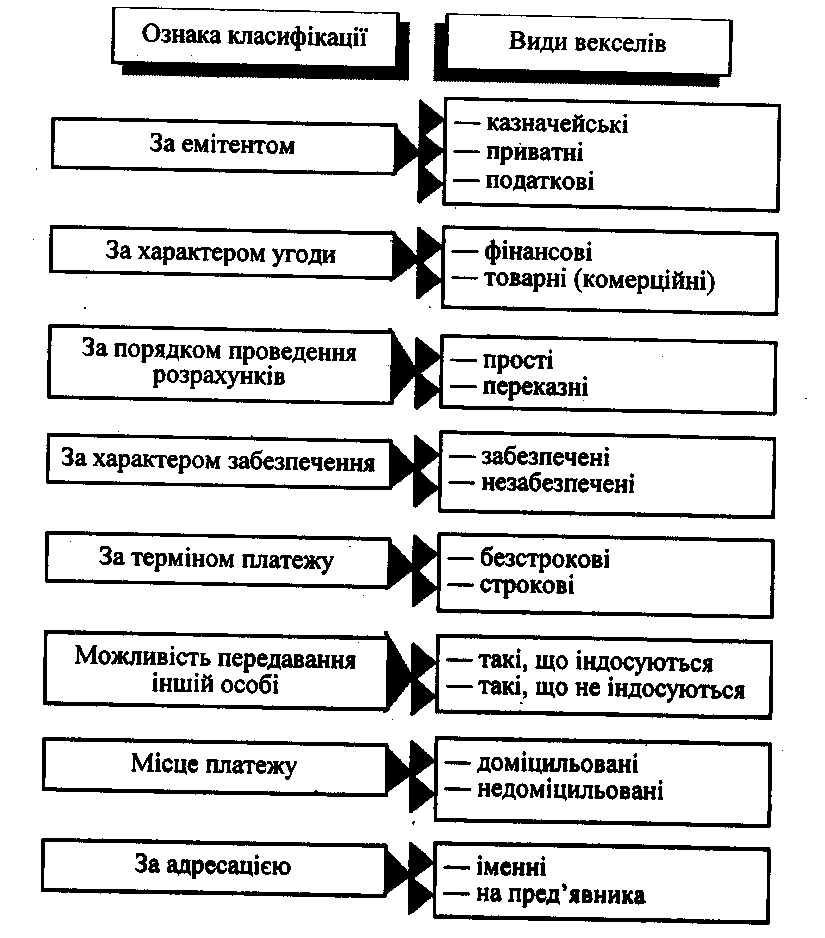 Ознака класифікації
Види векселів
За емітентом
— казначейські
— приватні
— податкові
За характером угоди
— фінансові
— товарні (комерційні)
За порядком проведення
розрахунків
— прості
— переказні
За характером забезпечення
— забезпечені
— незабезпечені
За терміном платежу
— безстрокові
— строкові
Можливість передавання
іншій особі
— такі, що індосуються
— такі, що не індосуються
Місце платежу
— доміцильовані
— недоміцильовані
За адресацією
— іменні
— на пред’явника